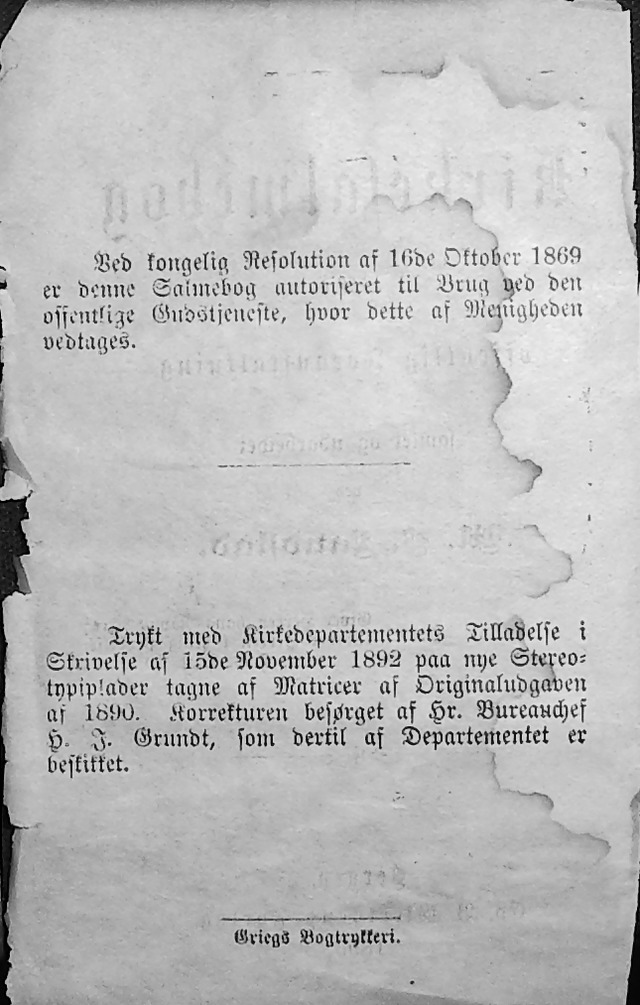 Ved kongelig Resolution af 16de Oktober 1869
er denne Salmebog autoriseret til Brug ved den
offentlige Gudstjeneste, hvor dette af Menigheden
vedtages.
Trykt med Kirkedepartementets Tilladelse i
Skrivelse af 15de November 1892 paa nye Stereo-
typiplader tagne af Matricer af Originaludgaven
af 1890. Korrekturen besørget af Hr. Bureauchef
H. J. Grundt, som dertil af Departementet er
beskikket.
Griegs Bogtrykkeri.